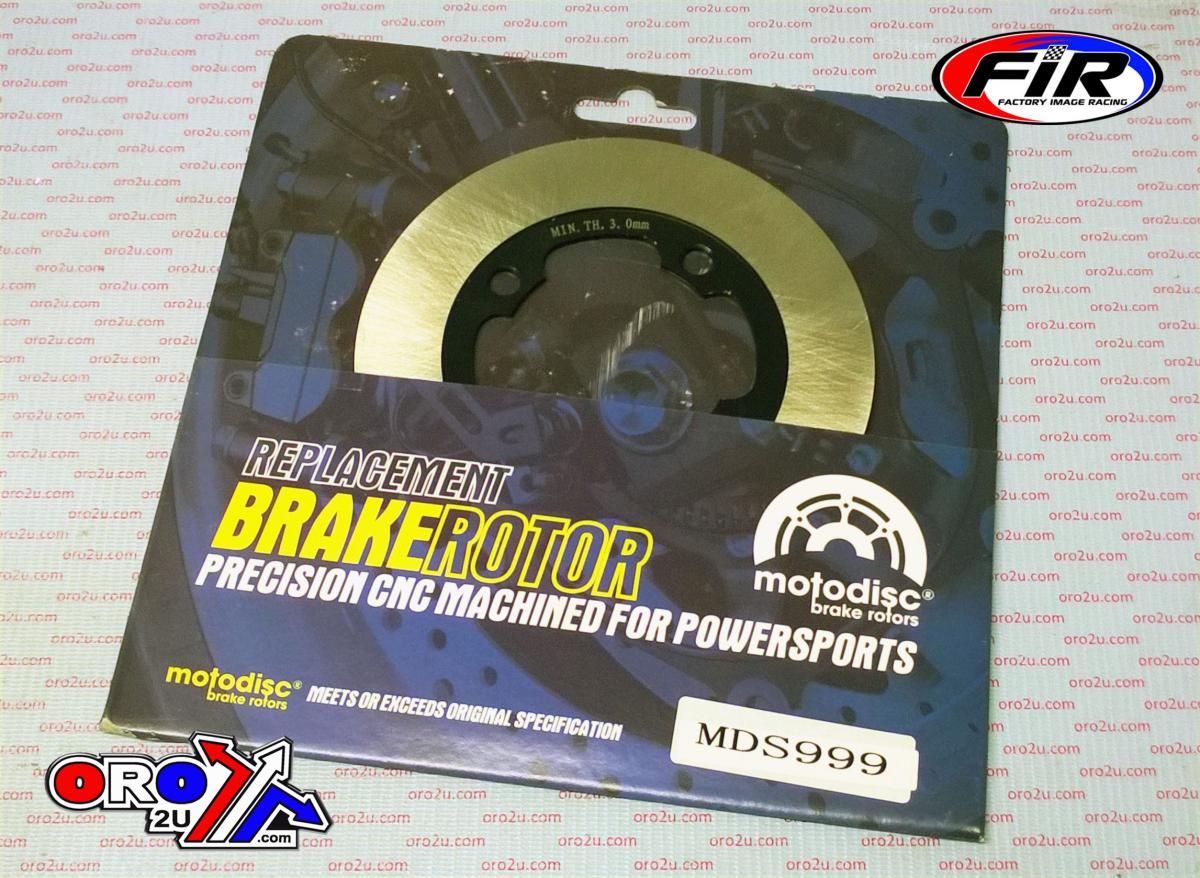 FIR
FACTORY IMAGE RACING
MIN. TH. 3. 0mm
REPLACEMENT
BRAKEROTOR
PRECISION CNC MACHINED FOR POWERSPORTS
motodisc®
brake rotors
motodisc®
brake rotors
MEETS OR EXCEEDS ORIGINAL SPECIFICATION
MDS999
ORO
2U
.com
oro2u.com